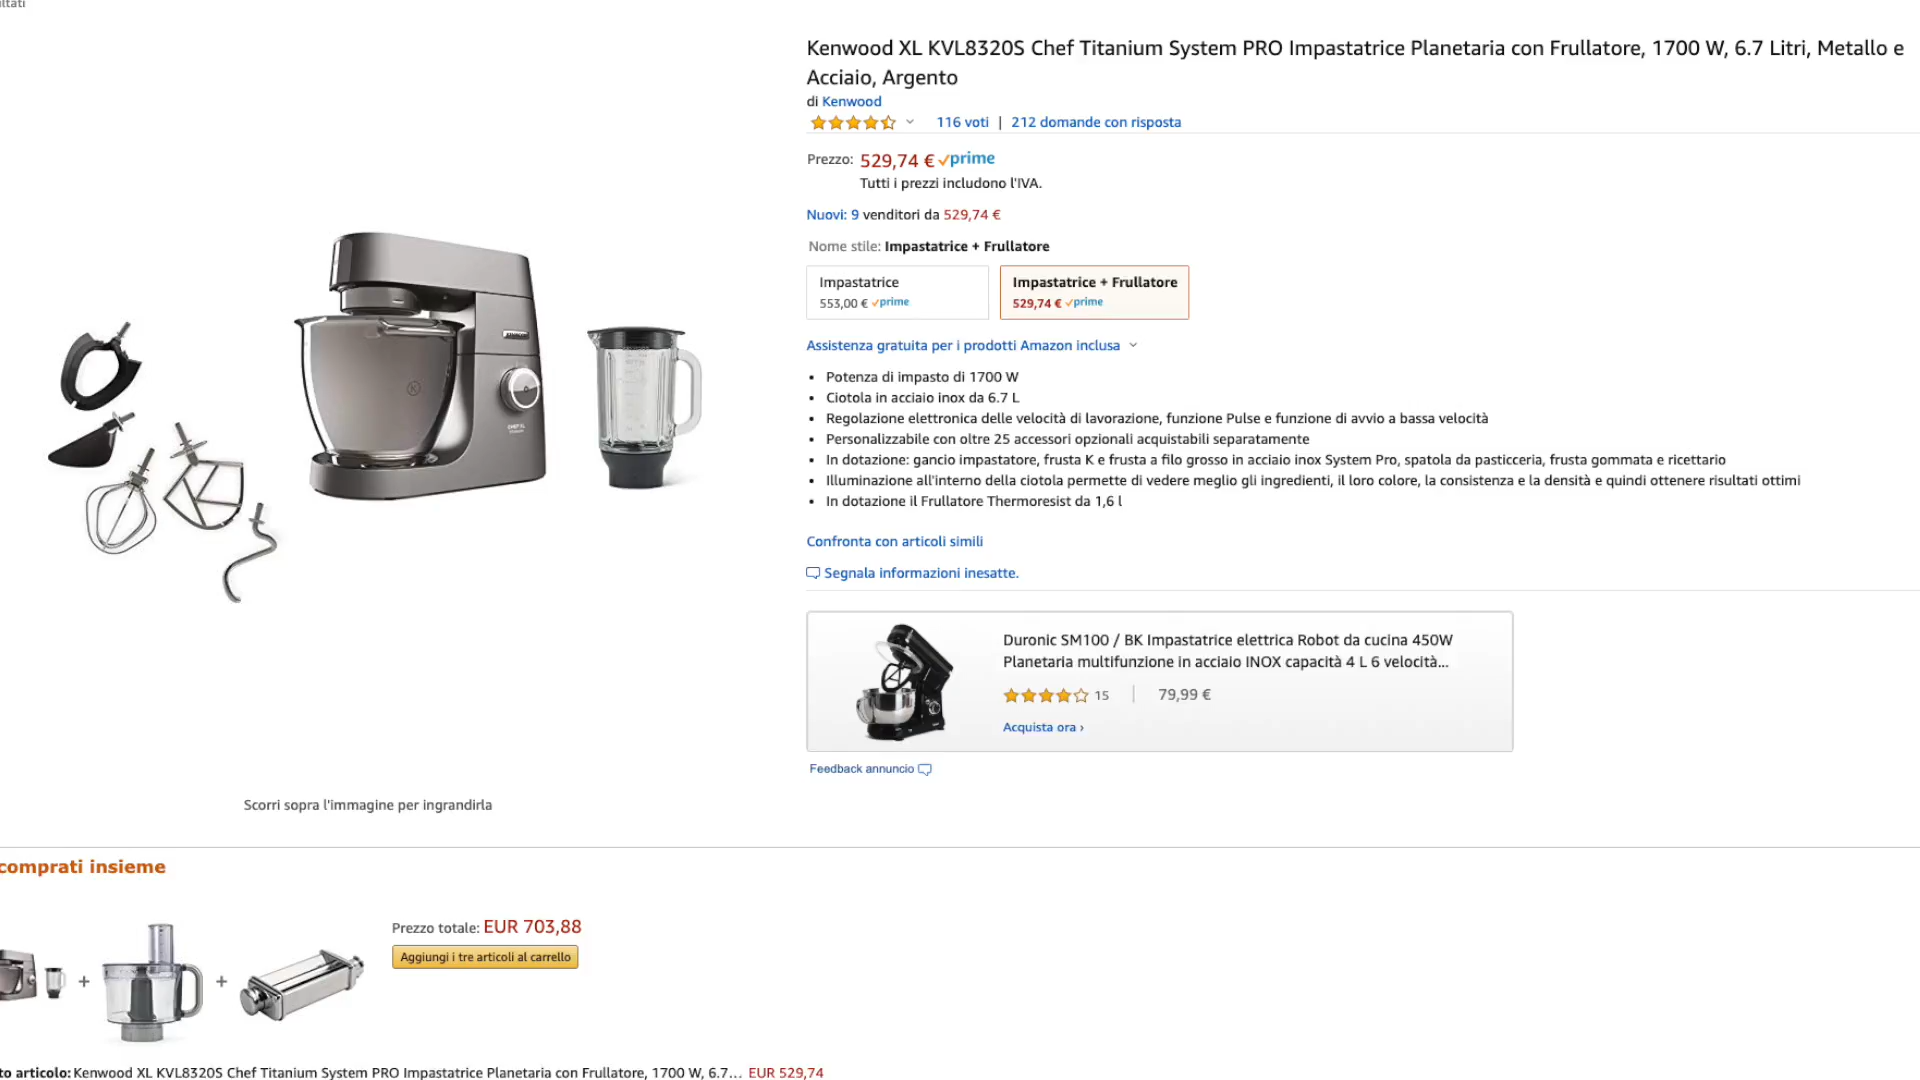 Kenwood XL KVL8320S Chef Titanium System PRO Impastatrice Planetaria con Frullatore, 1700 W, 6.7 Litri, Metallo e
Acciaio, Argento
di Kenwood
116 voti | 212 domande con risposta
Prezzo: 529,74 € prime
Tutti i prezzi includono l'IVA.
Nuovi: 9 venditori da 529,74 €
Nome stile: Impastatrice + Frullatore
Impastatrice
553,00 € prime
Impastatrice + Frullatore
529,74 € prime
Assistenza gratuita per i prodotti Amazon inclusa
• Potenza di impasto di 1700 W
• Ciotola in acciaio inox da 6.7 L
• Regolazione elettronica delle velocità di lavorazione, funzione Pulse e funzione di avvio a bassa velocità
• Personalizzabile con oltre 25 accessori opzionali acquistabili separatamente
• In dotazione: gancio impastatore, frusta K e frusta a filo grosso in acciaio inox System Pro, spatola da pasticceria, frusta gommata e ricettario
• Illuminazione all'interno della ciotola permette di vedere meglio gli ingredienti, il loro colore, la consistenza e la densità e quindi ottenere risultati ottimi
• In dotazione il Frullatore Thermoresist da 1,6 l
Confronta con articoli simili
Segnala informazioni inesatte.
Duronic SM100 / BK Impastatrice elettrica Robot da cucina 450W
Planetaria multifunzione in acciaio INOX capacità 4 L 6 velocità...
15 | 79,99 €
Acquista ora ›
Feedback annuncio
KENWOOD
CHEF XL
K
Scorri sopra l'immagine per ingrandirla
comprati insieme
+ +
Prezzo totale: EUR 703,88
Aggiungi i tre articoli al carrello
to articolo: Kenwood XL KVL8320S Chef Titanium System PRO Impastatrice Planetaria con Frullatore, 1700 W, 6.7... EUR 529,74